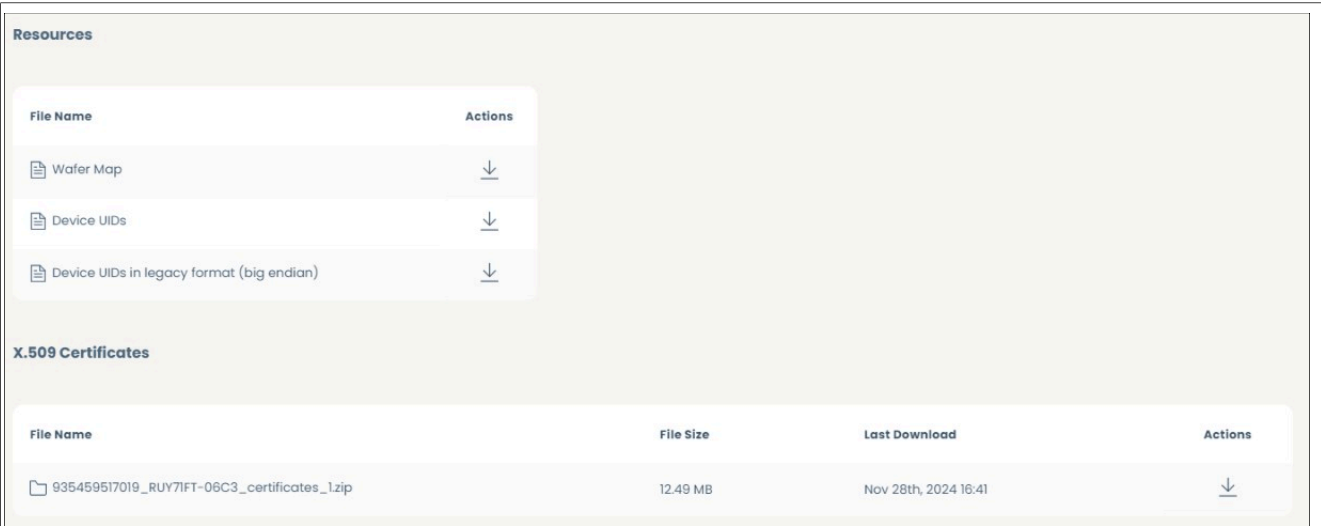 Resources
File Name Actions
Wafer Map
Device UIDs
Device UIDs in legacy format (big endian)
X.509 Certificates
File Name File Size Last Download Actions
935459517019_RUY71FT-06C3_certificates_1.zip 12.49 MB Nov 28th, 2024 16:41